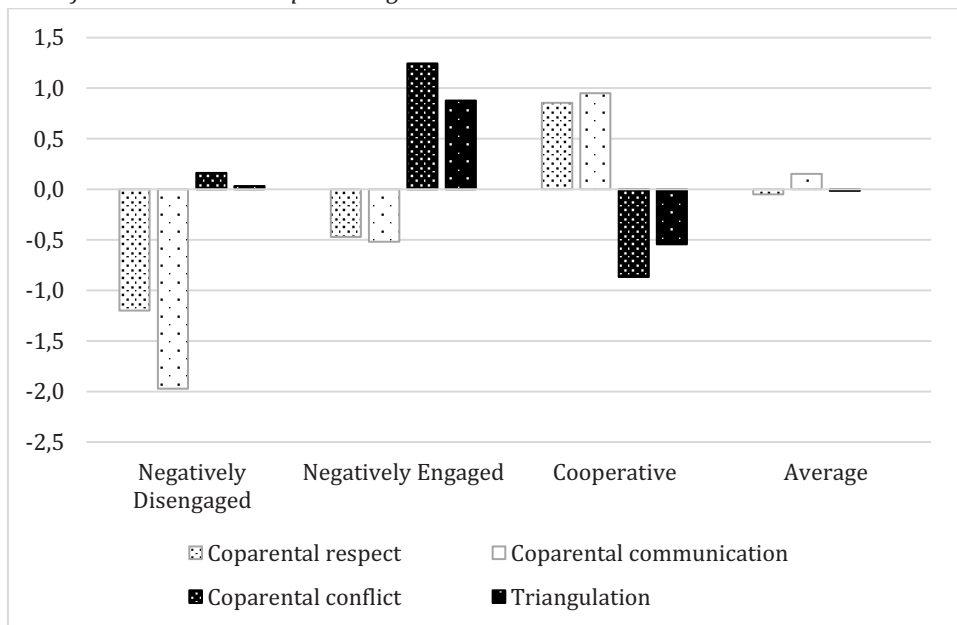 1,5
1,0
0,5
0,0
-0,5
-1,0
-1,5
-2,0
-2,5
Negatively Disengaged
Negatively Engaged
Cooperative
Average
Coparental respect
Coparental communication
Coparental conflict
Triangulation